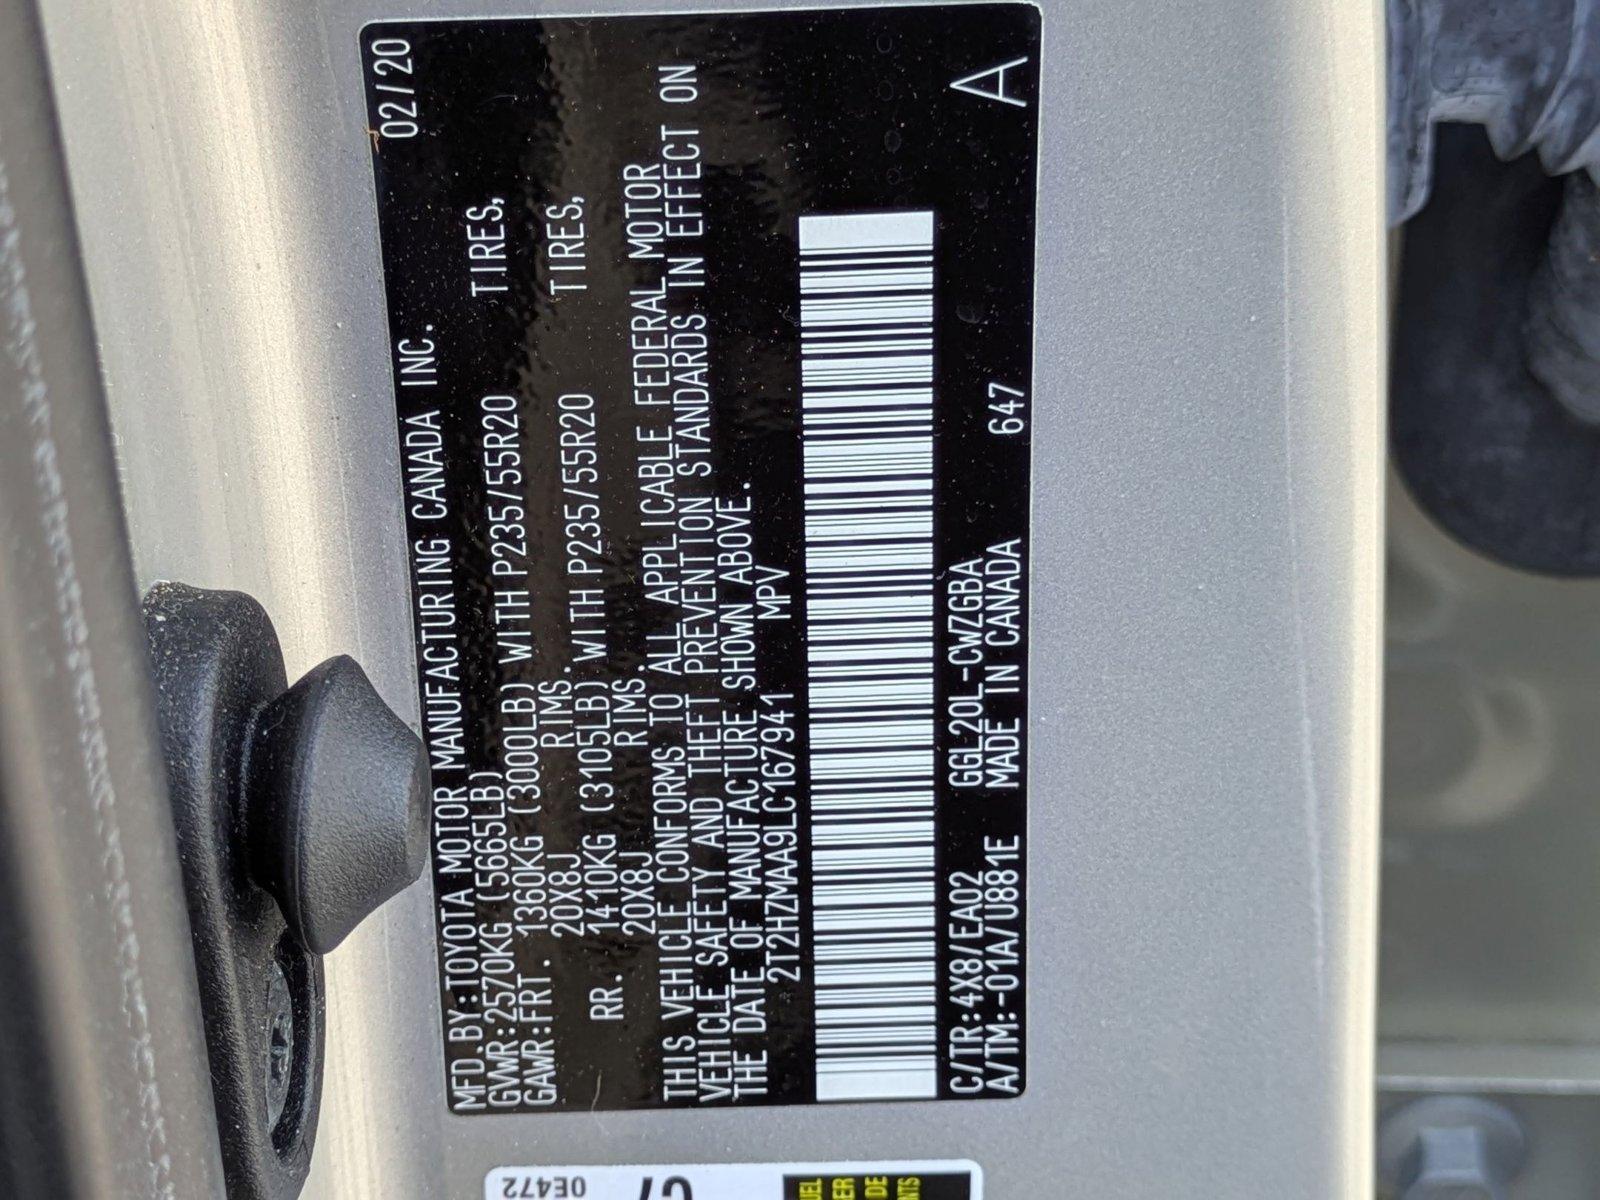 MFD.BY:TOYOTA MOTOR MANUFACTURING CANADA INC. 02/20
GVWR:2570KG (5665LB)
GAWR:FRT. 1360KG (3000LB) WITH P235/55R20 TIRES,
20X8J RIMS.
RR. 1410KG (3105LB) WITH P235/55R20 TIRES,
20X8J RIMS.
THIS VEHICLE CONFORMS TO ALL APPLICABLE FEDERAL MOTOR
VEHICLE SAFETY AND THEFT PREVENTION STANDARDS IN EFFECT ON
THE DATE OF MANUFACTURE SHOWN ABOVE.
2T2HZMAA9LC167941 MPV
C/TR:4X8/EA02 GGL20L-CWZGBA
A/TM:-01A/U881E MADE IN CANADA 647 A
0E472
DE